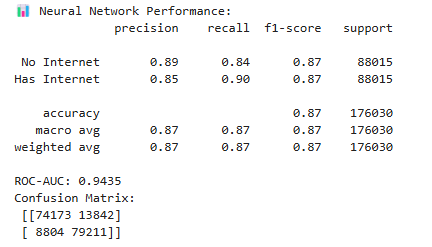 📊 Neural Network Performance:
              precision    recall  f1-score   support

 No Internet       0.89      0.84      0.87     88015
Has Internet       0.85      0.90      0.87     88015

    accuracy                           0.87    176030
   macro avg       0.87      0.87      0.87    176030
weighted avg       0.87      0.87      0.87    176030

ROC-AUC: 0.9435
Confusion Matrix:
 [[74173 13842]
 [ 8804 79211]]